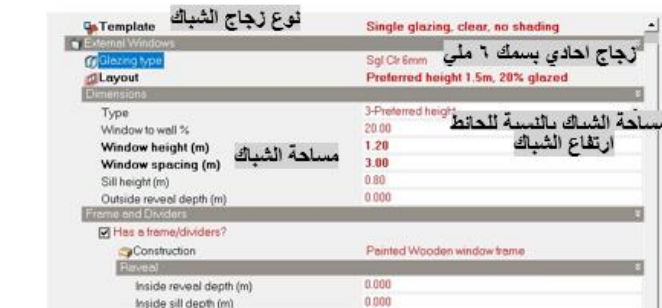 Template نوع زجاج الشباك Single glazing, clear, no shading
External Windows
Glazing type Sgl Clr 6mm زجاج احادي بسمك ٦ ملي
Layout Preferred height 1.5m, 20% glazed
Dimensions
Type 3-Preferred height
Window to wall % 20.00 مساحة الشباك بالنسبة للحائط
Window height (m) 1.20 ارتفاع الشباك
Window spacing (m) مساحة الشباك 3.00
Sill height (m) 0.80
Outside reveal depth (m) 0.000
Frame and Dividers
Has a frame/dividers?
Construction Painted Wooden window frame
Reveal
Inside reveal depth (m) 0.000
Inside sill depth (m) 0.000